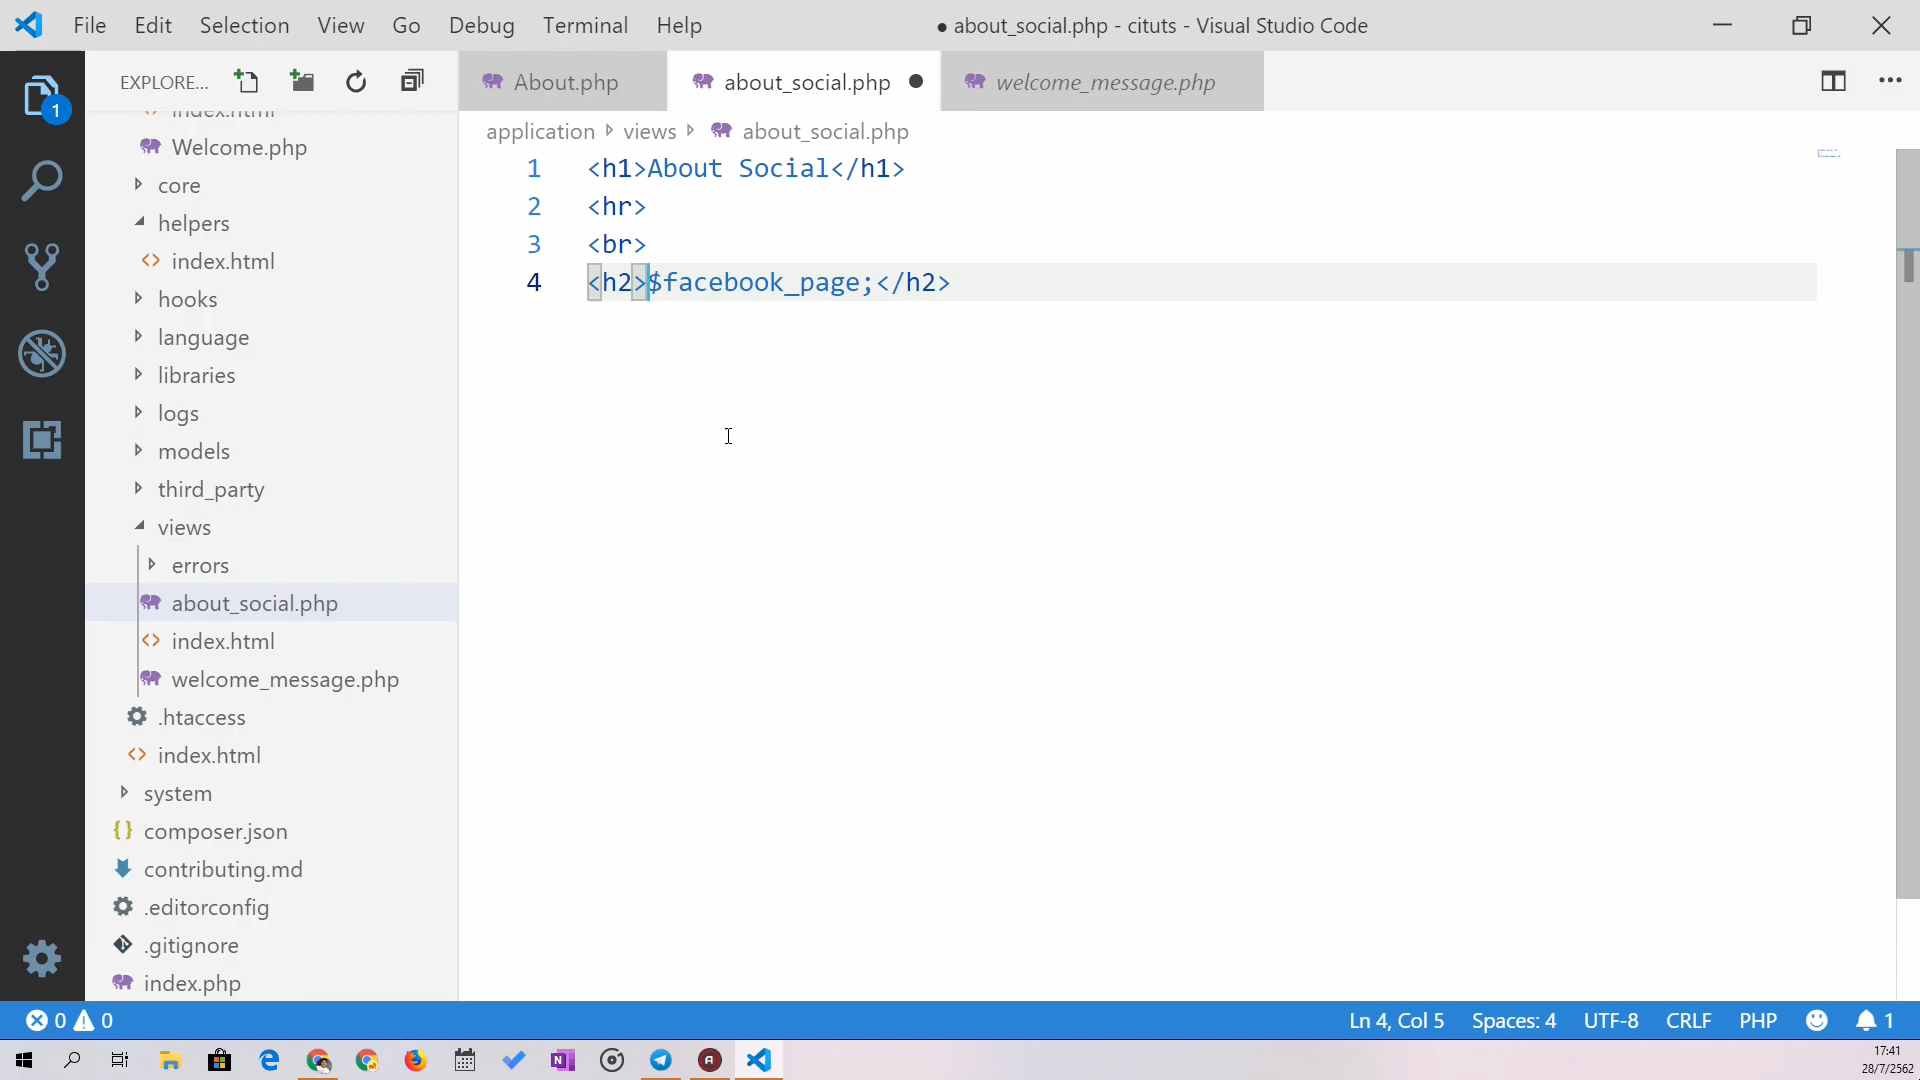 File Edit Selection View Go Debug Terminal Help
● about_social.php - cituts - Visual Studio Code
EXPLORE...
About.php
about_social.php
welcome_message.php
application
views
about_social.php
1
index.html
Welcome.php
core
helpers
index.html
hooks
language
libraries
logs
models
third_party
views
errors
about_social.php
index.html
welcome_message.php
.htaccess
index.html
system
composer.json
contributing.md
.editorconfig
.gitignore
index.php
1 <h1>About Social</h1>
2 <hr>
3 <br>
4 <h2>$facebook_page;</h2>
0 0
Ln 4, Col 5
Spaces: 4
UTF-8
CRLF
PHP
1
17:41
28/7/2562